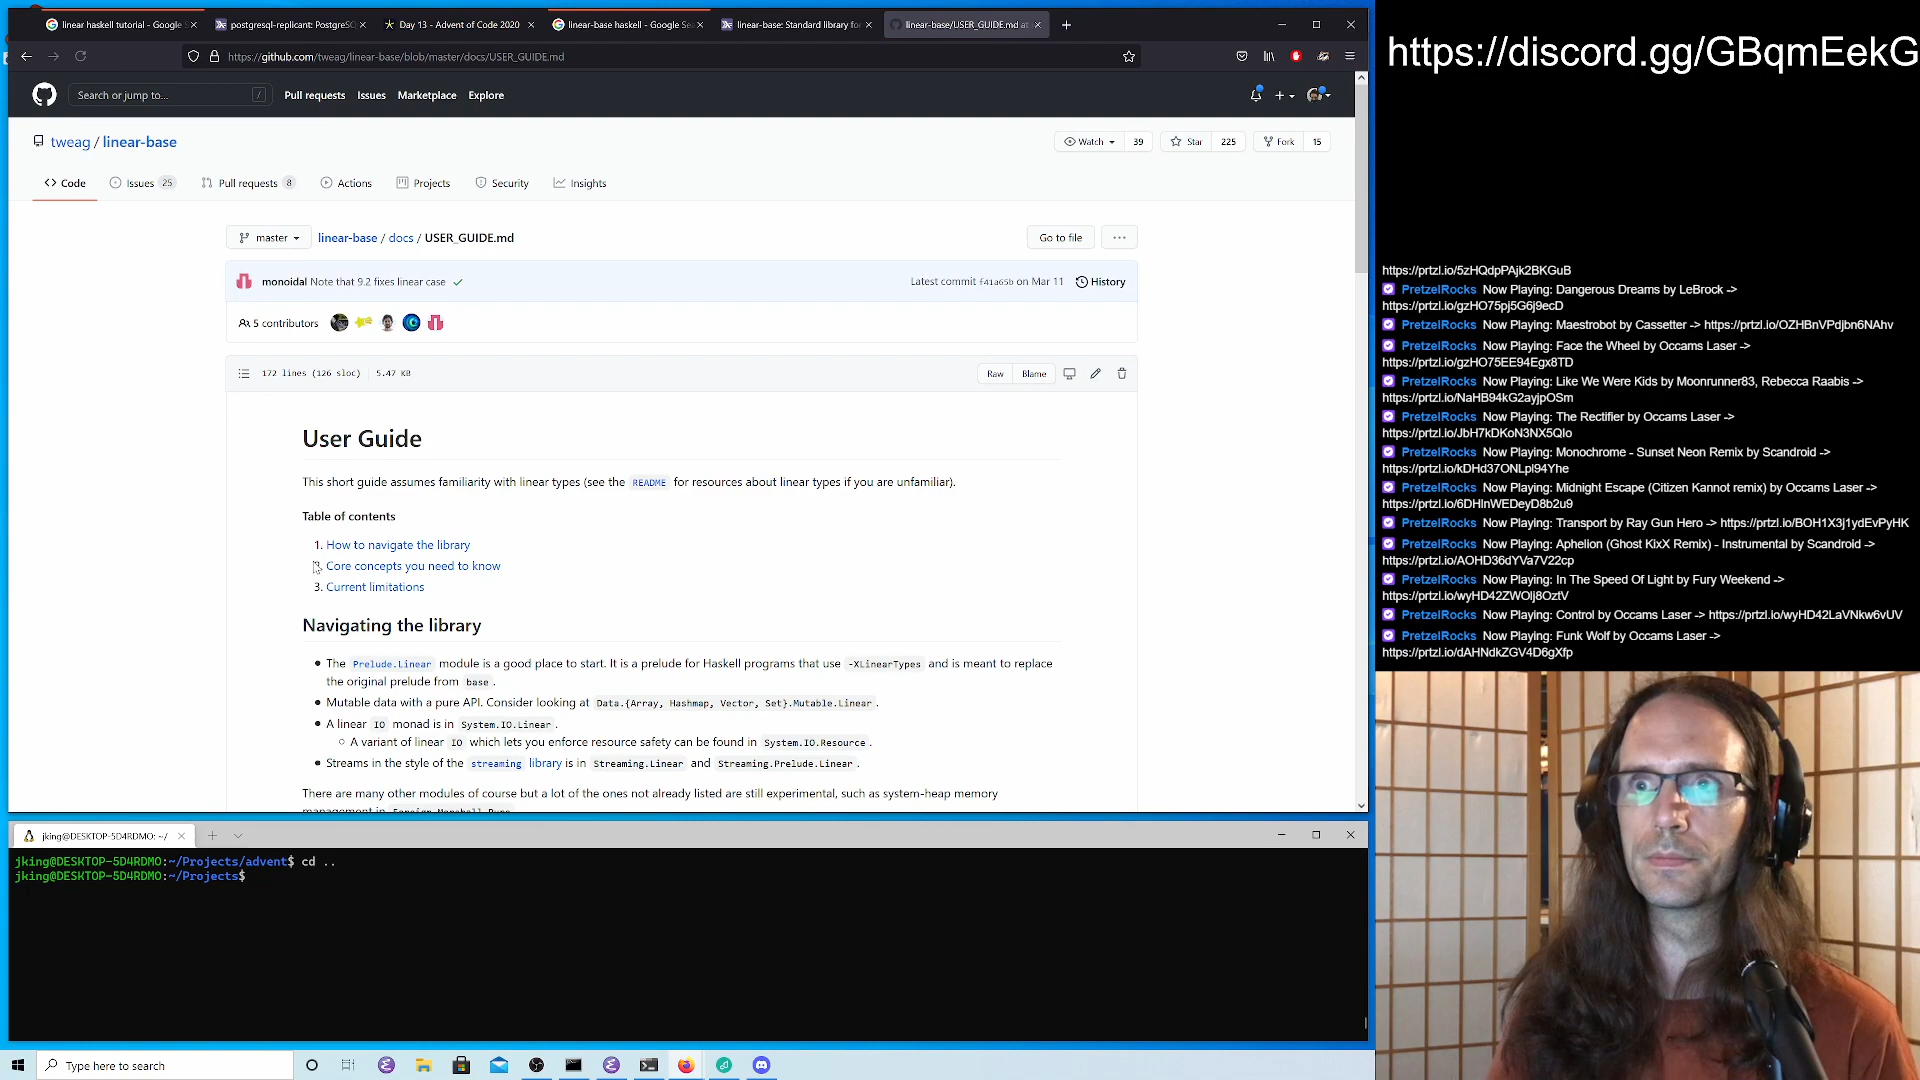 linear haskell tutorial - Google S
postgresql-replicant: PostgreSQ
Day 13 - Advent of Code 2020
linear-base haskell - Google Se
linear-base: Standard library fo
linear-base/USER_GUIDE.md at
https://github.com/tweag/linear-base/blob/master/docs/USER_GUIDE.md
Search or jump to...
/
Pull requests
Issues
Marketplace
Explore
tweag / linear-base
Watch
39
Star
225
Fork
15
Code
Issues 25
Pull requests 8
Actions
Projects
Security
Insights
master
linear-base / docs / USER_GUIDE.md
Go to file
monoidal Note that 9.2 fixes linear case
Latest commit f41a65b on Mar 11
History
5 contributors
172 lines (126 sloc) 5.47 KB
Raw
Blame
User Guide
This short guide assumes familiarity with linear types (see the README for resources about linear types if you are unfamiliar).
Table of contents
1. How to navigate the library
Core concepts you need to know
3. Current limitations
Navigating the library
The Prelude.Linear module is a good place to start. It is a prelude for Haskell programs that use -XLinearTypes and is meant to replace
the original prelude from base.
Mutable data with a pure API. Consider looking at Data.{Array, Hashmap, Vector, Set}.Mutable.Linear.
A linear IO monad is in System.IO.Linear.
A variant of linear IO which lets you enforce resource safety can be found in System.IO.Resource.
Streams in the style of the streaming library is in Streaming.Linear and Streaming.Prelude.Linear.
There are many other modules of course but a lot of the ones not already listed are still experimental, such as system-heap memory
management in Foreign.Marshall.Pure.
jking@DESKTOP-5D4RDMO: ~/
jking@DESKTOP-5D4RDMO:~/Projects/advent$ cd ..
jking@DESKTOP-5D4RDMO:~/Projects$
Type here to search
https://discord.gg/GBqmEekG
https://prtzl.io/5zHQdpPAjk2BKGuB
PretzelRocks Now Playing: Dangerous Dreams by LeBrock ->
https://prtzl.io/gzHO75pj5G6j9ecD
PretzelRocks Now Playing: Maestrobot by Cassetter -> https://prtzl.io/OZHBnVPdjbn6NAhv
PretzelRocks Now Playing: Face the Wheel by Occams Laser ->
https://prtzl.io/gzHO75EE94Egx8TD
PretzelRocks Now Playing: Like We Were Kids by Moonrunner83, Rebecca Raabis ->
https://prtzl.io/NaHB94kG2ayjpOSm
PretzelRocks Now Playing: The Rectifier by Occams Laser ->
https://prtzl.io/JbH7kDKoN3NX5Qlo
PretzelRocks Now Playing: Monochrome - Sunset Neon Remix by Scandroid ->
https://prtzl.io/kDHd37ONLpl94Yhe
PretzelRocks Now Playing: Midnight Escape (Citizen Kannot remix) by Occams Laser ->
https://prtzl.io/6DHlnWEDeyD8b2u9
PretzelRocks Now Playing: Transport by Ray Gun Hero -> https://prtzl.io/BOH1X3j1ydEvPyHK
PretzelRocks Now Playing: Aphelion (Ghost KixX Remix) - Instrumental by Scandroid ->
https://prtzl.io/AOHD36dYVa7V22cp
PretzelRocks Now Playing: In The Speed Of Light by Fury Weekend ->
https://prtzl.io/wyHD42ZWOlj8OztV
PretzelRocks Now Playing: Control by Occams Laser -> https://prtzl.io/wyHD42LaVNkw6vUV
PretzelRocks Now Playing: Funk Wolf by Occams Laser ->
https://prtzl.io/dAHNdkZGV4D6gXfp